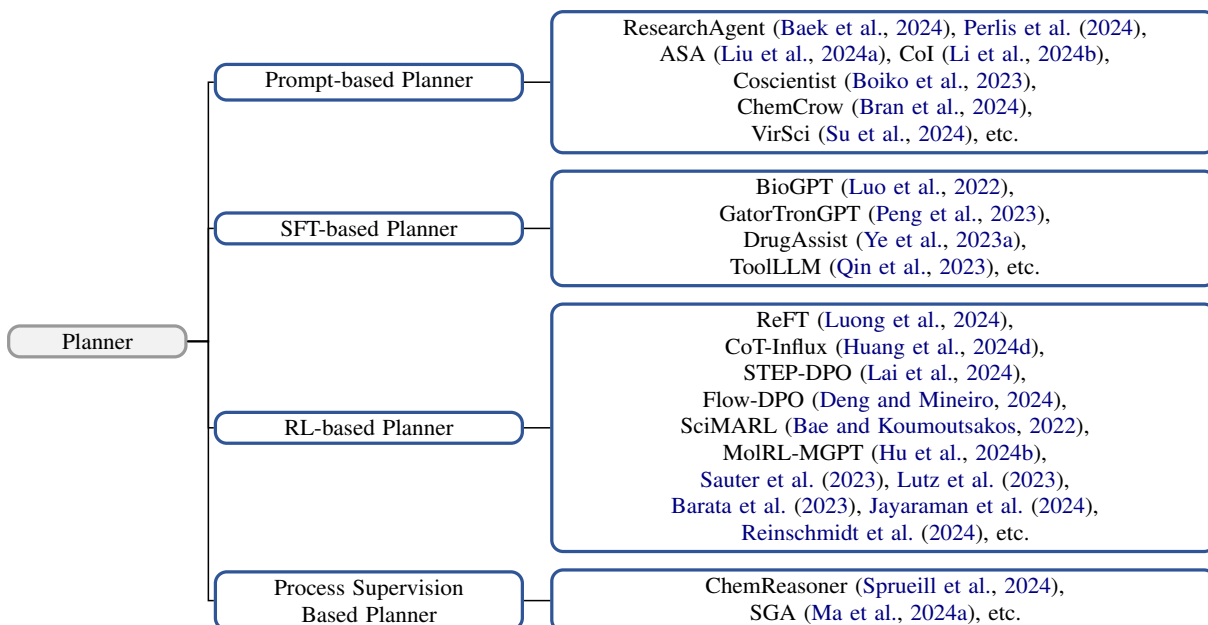 Planner
Prompt-based Planner
ResearchAgent (Baek et al., 2024), Perlis et al. (2024),
ASA (Liu et al., 2024a), CoI (Li et al., 2024b),
Coscientist (Boiko et al., 2023),
ChemCrow (Bran et al., 2024),
VirSci (Su et al., 2024), etc.
SFT-based Planner
BioGPT (Luo et al., 2022),
GatorTronGPT (Peng et al., 2023),
DrugAssist (Ye et al., 2023a),
ToolLLM (Qin et al., 2023), etc.
RL-based Planner
ReFT (Luong et al., 2024),
CoT-Influx (Huang et al., 2024d),
STEP-DPO (Lai et al., 2024),
Flow-DPO (Deng and Mineiro, 2024),
SciMARL (Bae and Koumoutsakos, 2022),
MolRL-MGPT (Hu et al., 2024b),
Sauter et al. (2023), Lutz et al. (2023),
Barata et al. (2023), Jayaraman et al. (2024),
Reinschmidt et al. (2024), etc.
Process Supervision
Based Planner
ChemReasoner (Sprueill et al., 2024),
SGA (Ma et al., 2024a), etc.